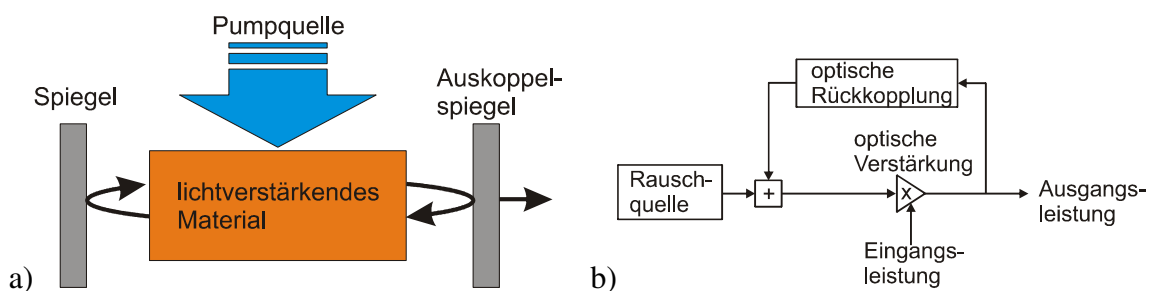 Pumpquelle
Spiegel
Auskoppel-
spiegel
lichtverstärkendes
Material
a)
optische
Rückkopplung
optische
Verstärkung
Rausch-
quelle
+
x
Ausgangs-
leistung
Eingangs-
leistung
b)